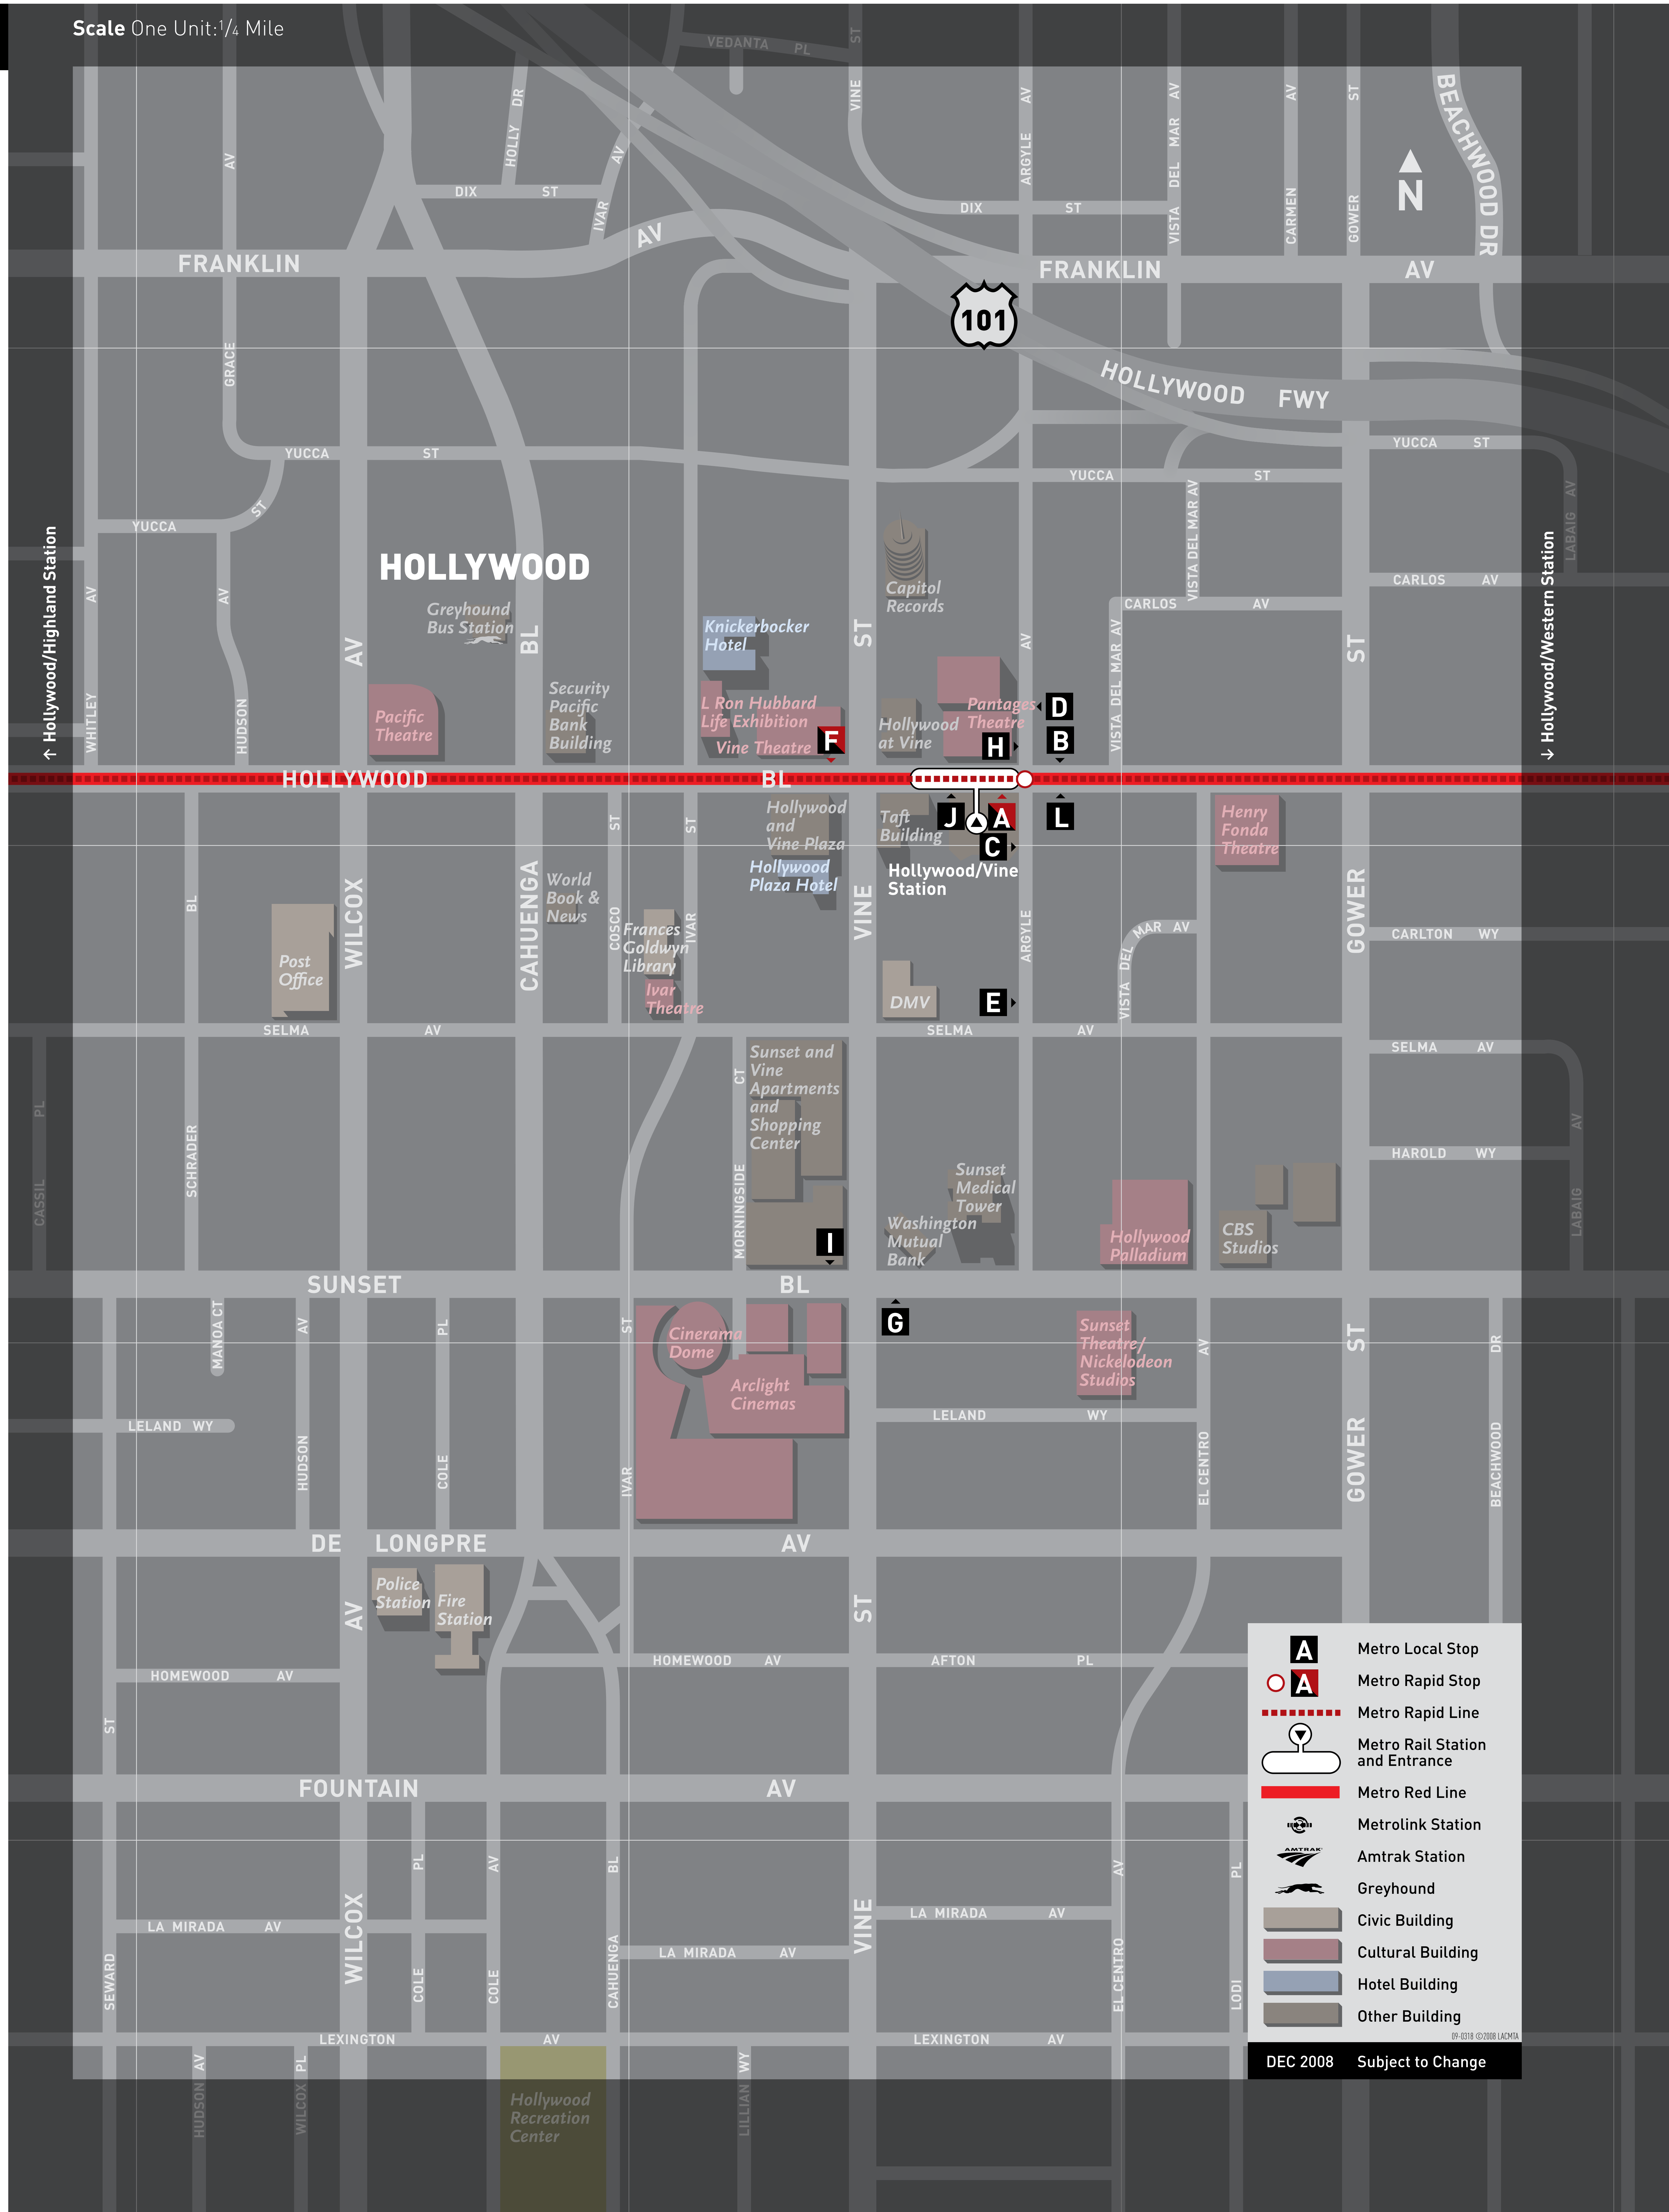 Scale One Unit:1/4 Mile
VEDANTA PL
ST
VINE
HOLLY DR
AV
AV
IVAR
DIX ST
AV
ARGYLE
DIX ST
VISTA DEL MAR AV
CARMEN AV
GOWER ST
BEACHWOOD DR
N
FRANKLIN
AV
FRANKLIN AV
101
HOLLYWOOD FWY
GRACE
YUCCA ST
YUCCA ST
YUCCA ST
YUCCA
ST
VISTA DEL MAR AV
LABAIG AV
HOLLYWOOD
← Hollywood/Highland Station
↓ Hollywood/Western Station
CARLOS AV
CARLOS AV
Capitol
Records
Greyhound
Bus Station
Knickerbocker
Hotel
AV
AV
AV
BL
ST
AV
VISTA DEL MAR AV
ST
WHITLEY
HUDSON
Pacific
Theatre
Security
Pacific
Bank
Building
L Ron Hubbard
Life Exhibition
Vine Theatre
F
Hollywood
at Vine
Pantages
Theatre
D
H
B
HOLLYWOOD BL
Hollywood
and
Vine Plaza
Taft
Building
J
A
L
C
Henry
Fonda
Theatre
ST
ST
Hollywood
Plaza Hotel
Hollywood/Vine
Station
World
Book &
News
BL
WILCOX
CAHUENGA
COSCO
IVAR
VINE
ARGYLE
GOWER
Frances
Goldwyn
Library
Ivar
Theatre
Post
Office
DMV
E
VISTA DEL MAR AV
CARLTON WY
SELMA AV
SELMA AV
SELMA AV
CASSIL PL
SCHRADER
MORNINGSIDE CT
Sunset and
Vine
Apartments
and
Shopping
Center
I
Sunset
Medical
Tower
Washington
Mutual
Bank
Hollywood
Palladium
CBS
Studios
HAROLD WY
LABAIG AV
SUNSET BL
MANOA CT
HUDSON AV
COLE PL
IVAR ST
G
Cinerama
Dome
Arclight
Cinemas
Sunset
Theatre/
Nickelodeon
Studios
EL CENTRO AV
GOWER ST
BEACHWOOD DR
LELAND WY
LELAND WY
DE LONGPRE AV
Police
Station
Fire
Station
AV
ST
HOMEWOOD AV
HOMEWOOD AV
AFTON PL
SEWARD ST
FOUNTAIN AV
WILCOX
COLE PL
COLE AV
CAHUENGA BL
VINE
EL CENTRO AV
LODI PL
LA MIRADA AV
LA MIRADA AV
LA MIRADA AV
LEXINGTON AV
LEXINGTON AV
HUDSON AV
WILCOX PL
LILLIAN WY
Hollywood
Recreation
Center
A Metro Local Stop
A Metro Rapid Stop
Metro Rapid Line
Metro Rail Station
and Entrance
Metro Red Line
Metrolink Station
AMTRAK Amtrak Station
Greyhound
Civic Building
Cultural Building
Hotel Building
Other Building
09-0318 ©2008 LACMTA
DEC 2008 Subject to Change